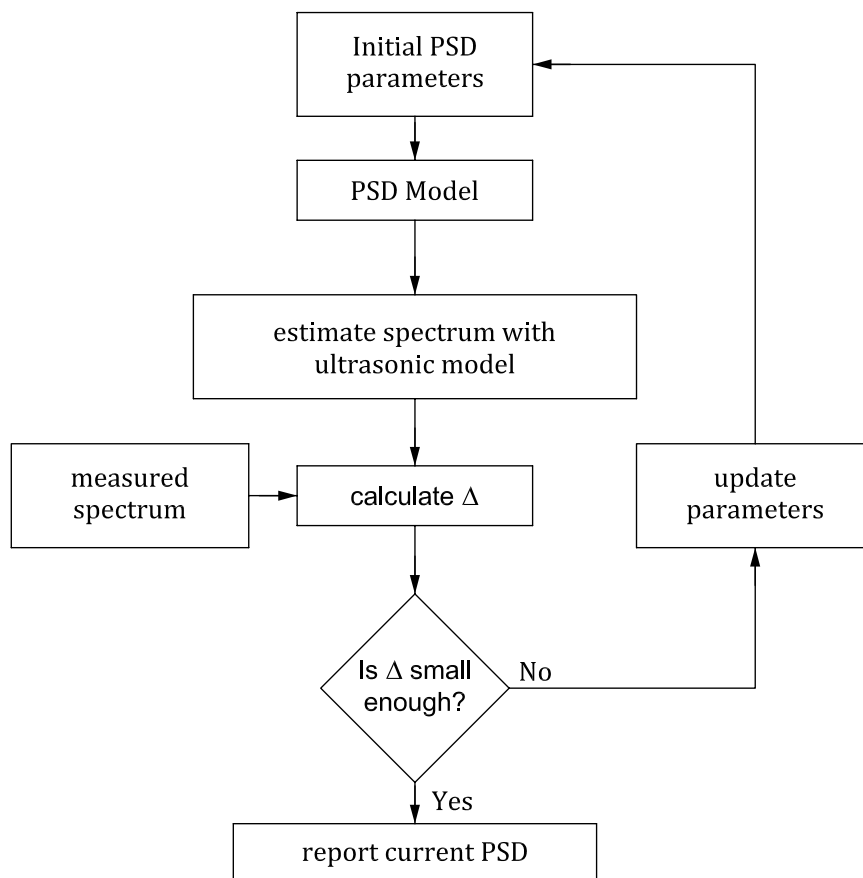 Initial PSD
parameters
PSD Model
estimate spectrum with
ultrasonic model
measured
spectrum
calculate Δ
update
parameters
Is Δ small
enough?
No
Yes
report current PSD